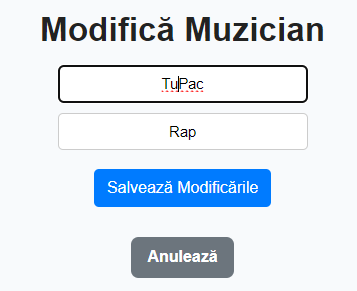 Modifică Muzician
TuPac
Rap
Salvează Modificările
Anulează